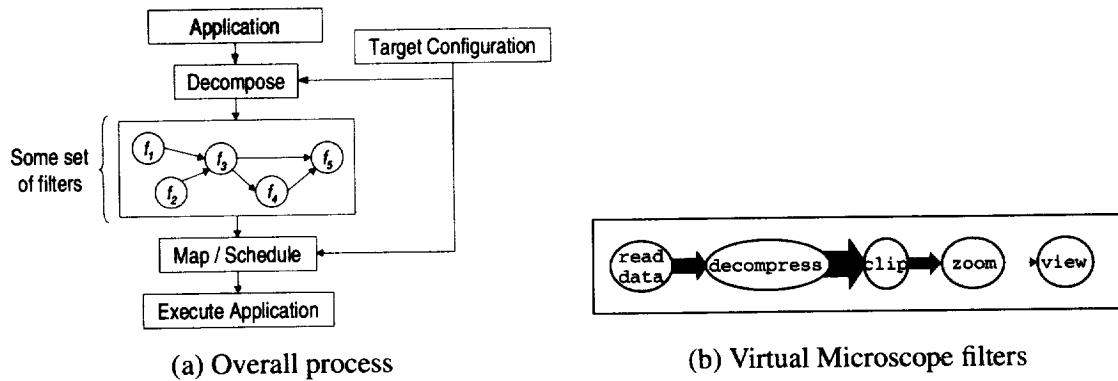 Application
Target Configuration
Decompose
Some set
of filters
f1
f2
f3
f4
f5
Map / Schedule
Execute Application
(a) Overall process
read
data
decompress
clip
zoom
view
(b) Virtual Microscope filters